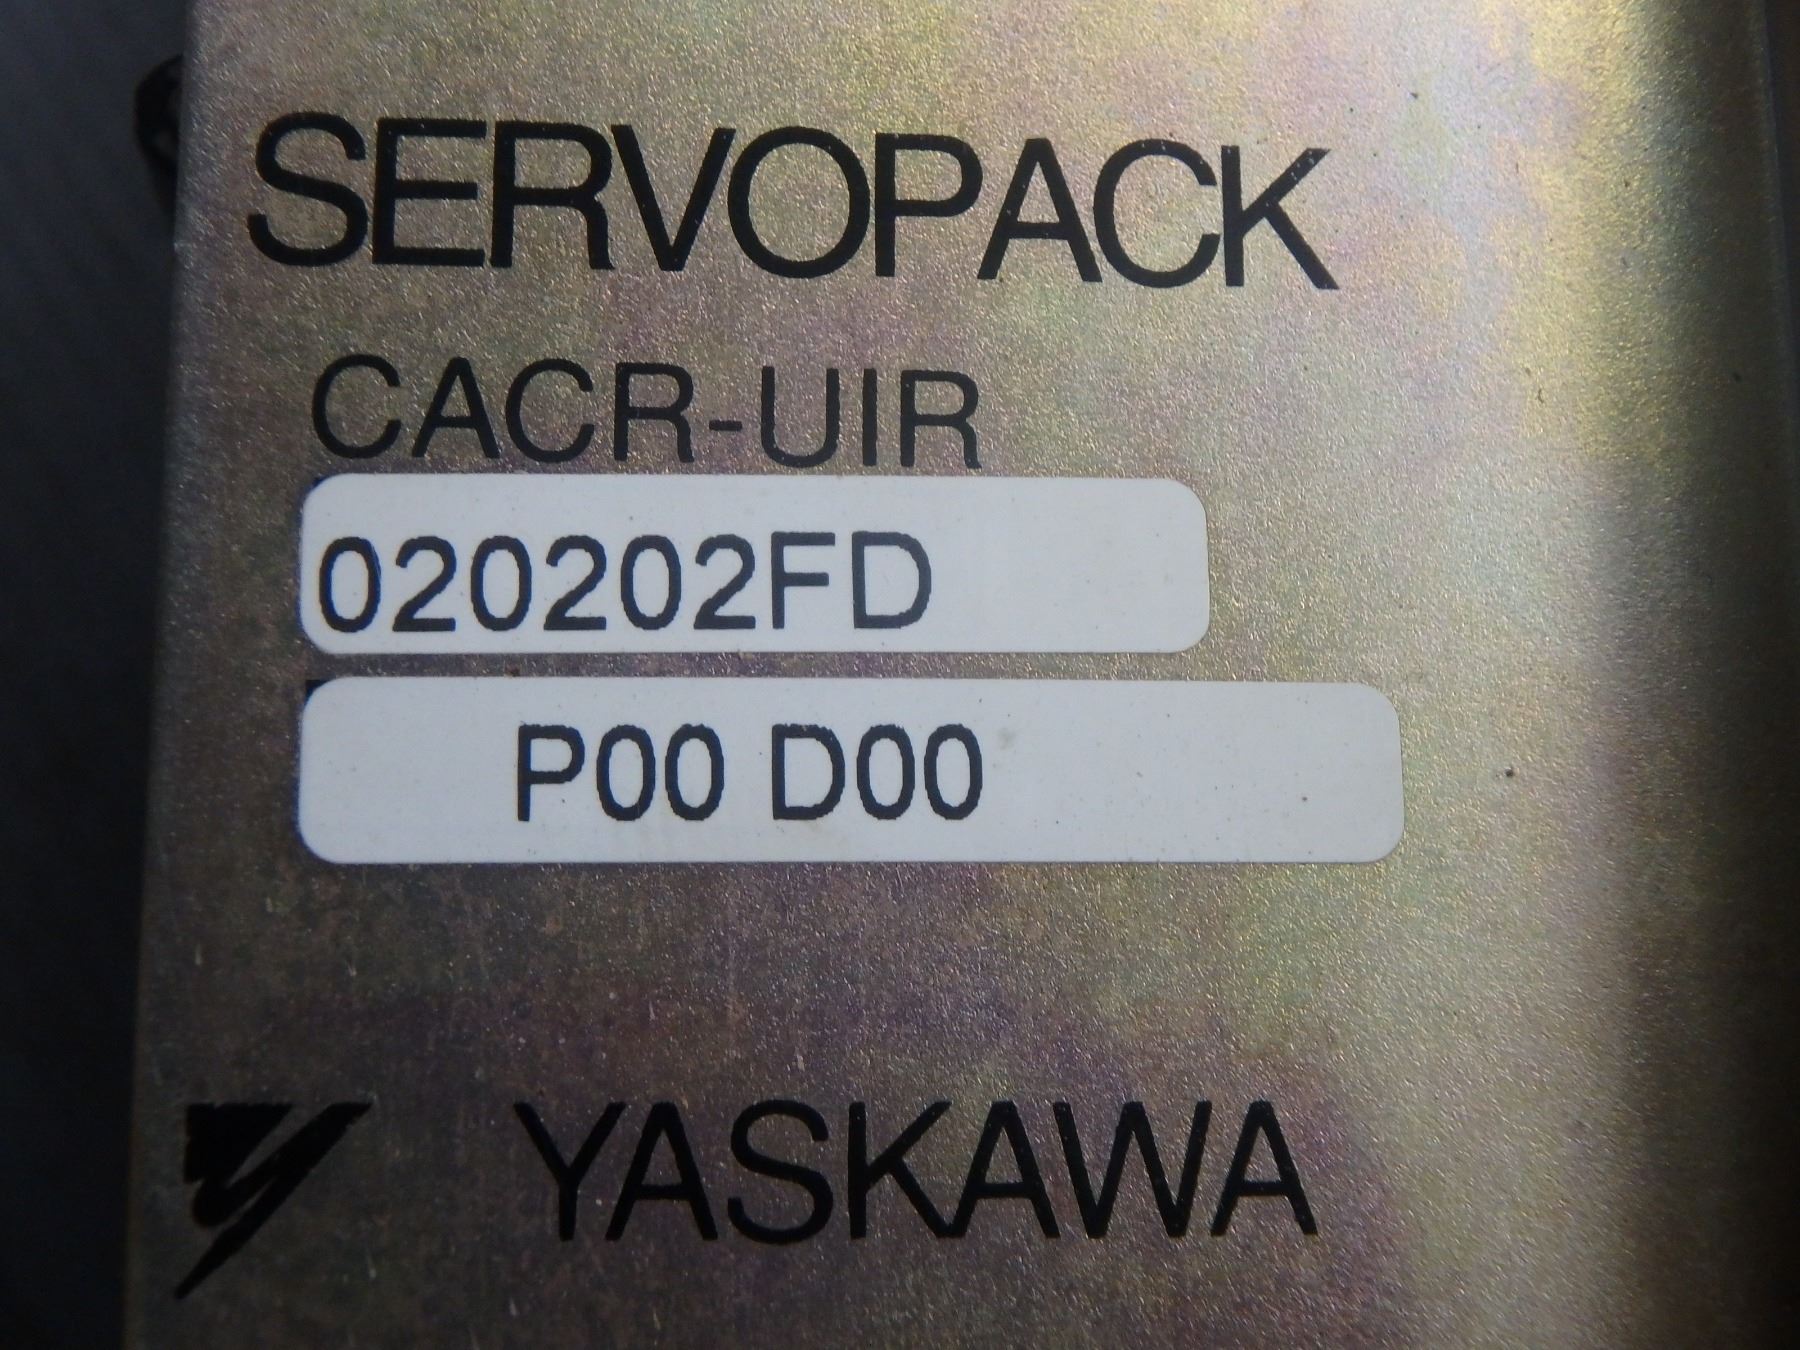 SERVOPACK
CACR-UIR
020202FD
P00 D00
YASKAWA